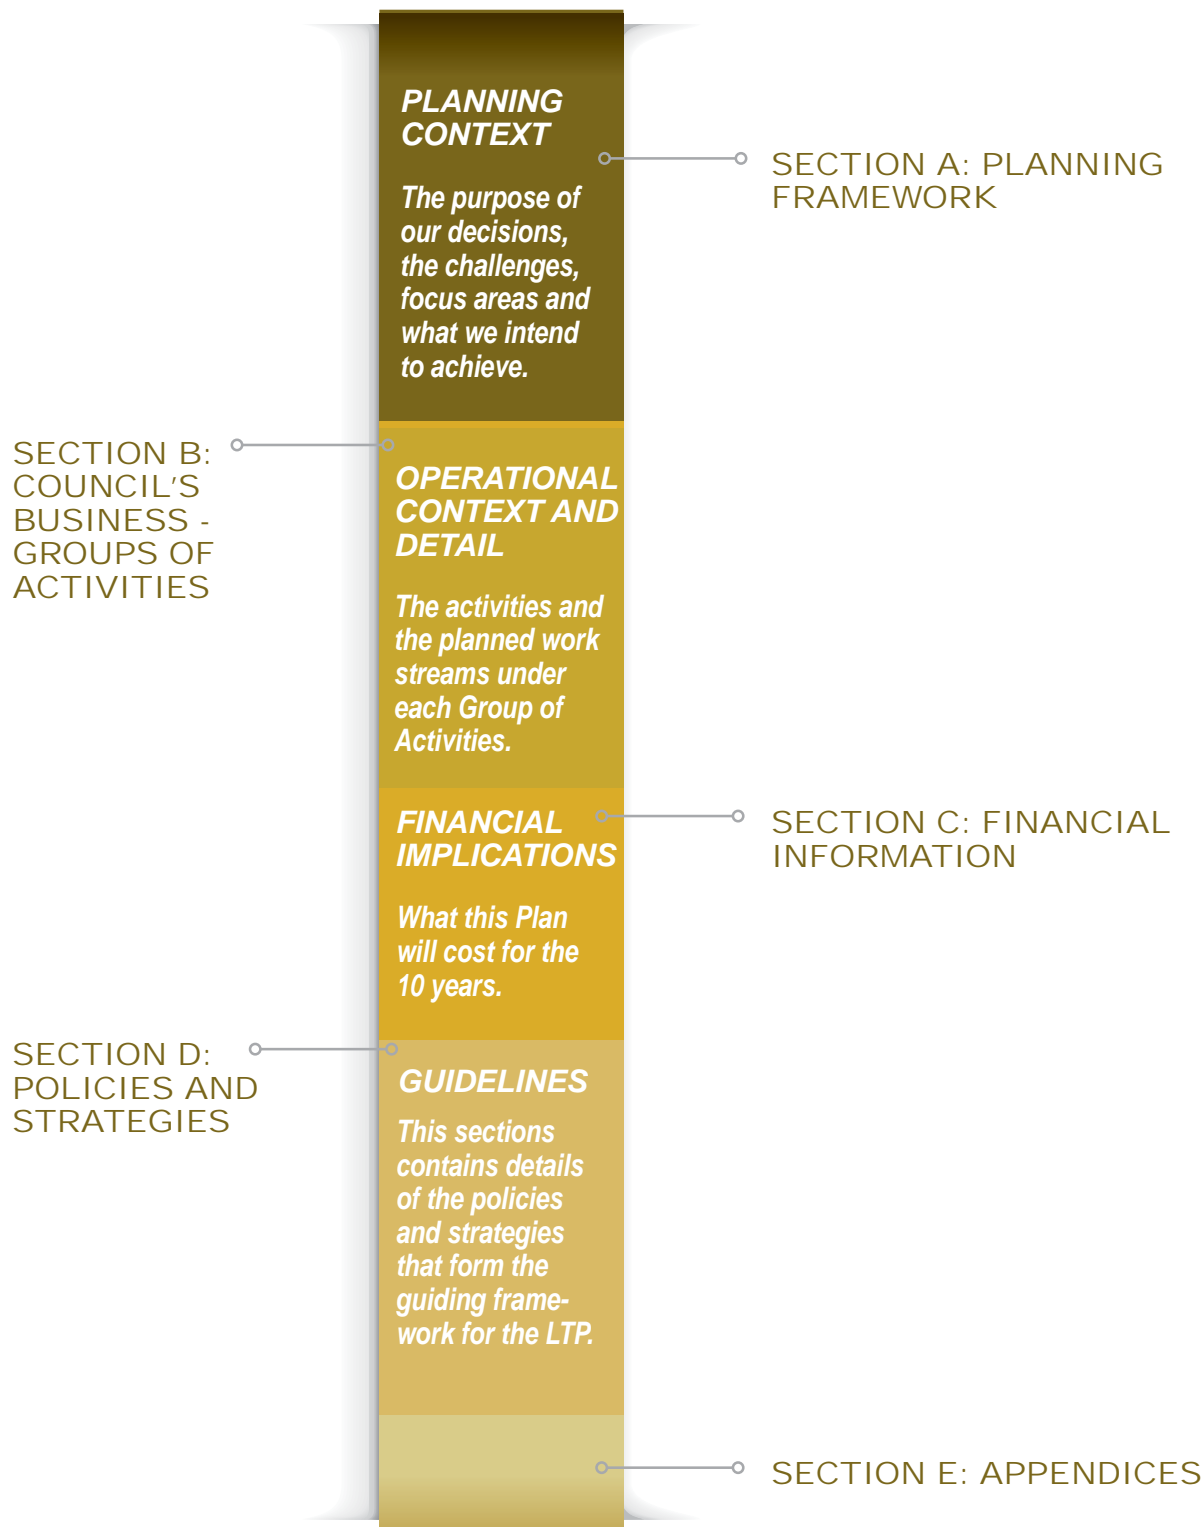 PLANNING
CONTEXT
The purpose of
our decisions,
the challenges,
focus areas and
what we intend
to achieve.
SECTION A: PLANNING
FRAMEWORK
SECTION B:
COUNCIL'S
BUSINESS -
GROUPS OF
ACTIVITIES
OPERATIONAL
CONTEXT AND
DETAIL
The activities and
the planned work
streams under
each Group of
Activities.
FINANCIAL
IMPLICATIONS
What this Plan
will cost for the
10 years.
SECTION C: FINANCIAL
INFORMATION
SECTION D:
POLICIES AND
STRATEGIES
GUIDELINES
This sections
contains details
of the policies
and strategies
that form the
guiding frame-
work for the LTP.
SECTION E: APPENDICES